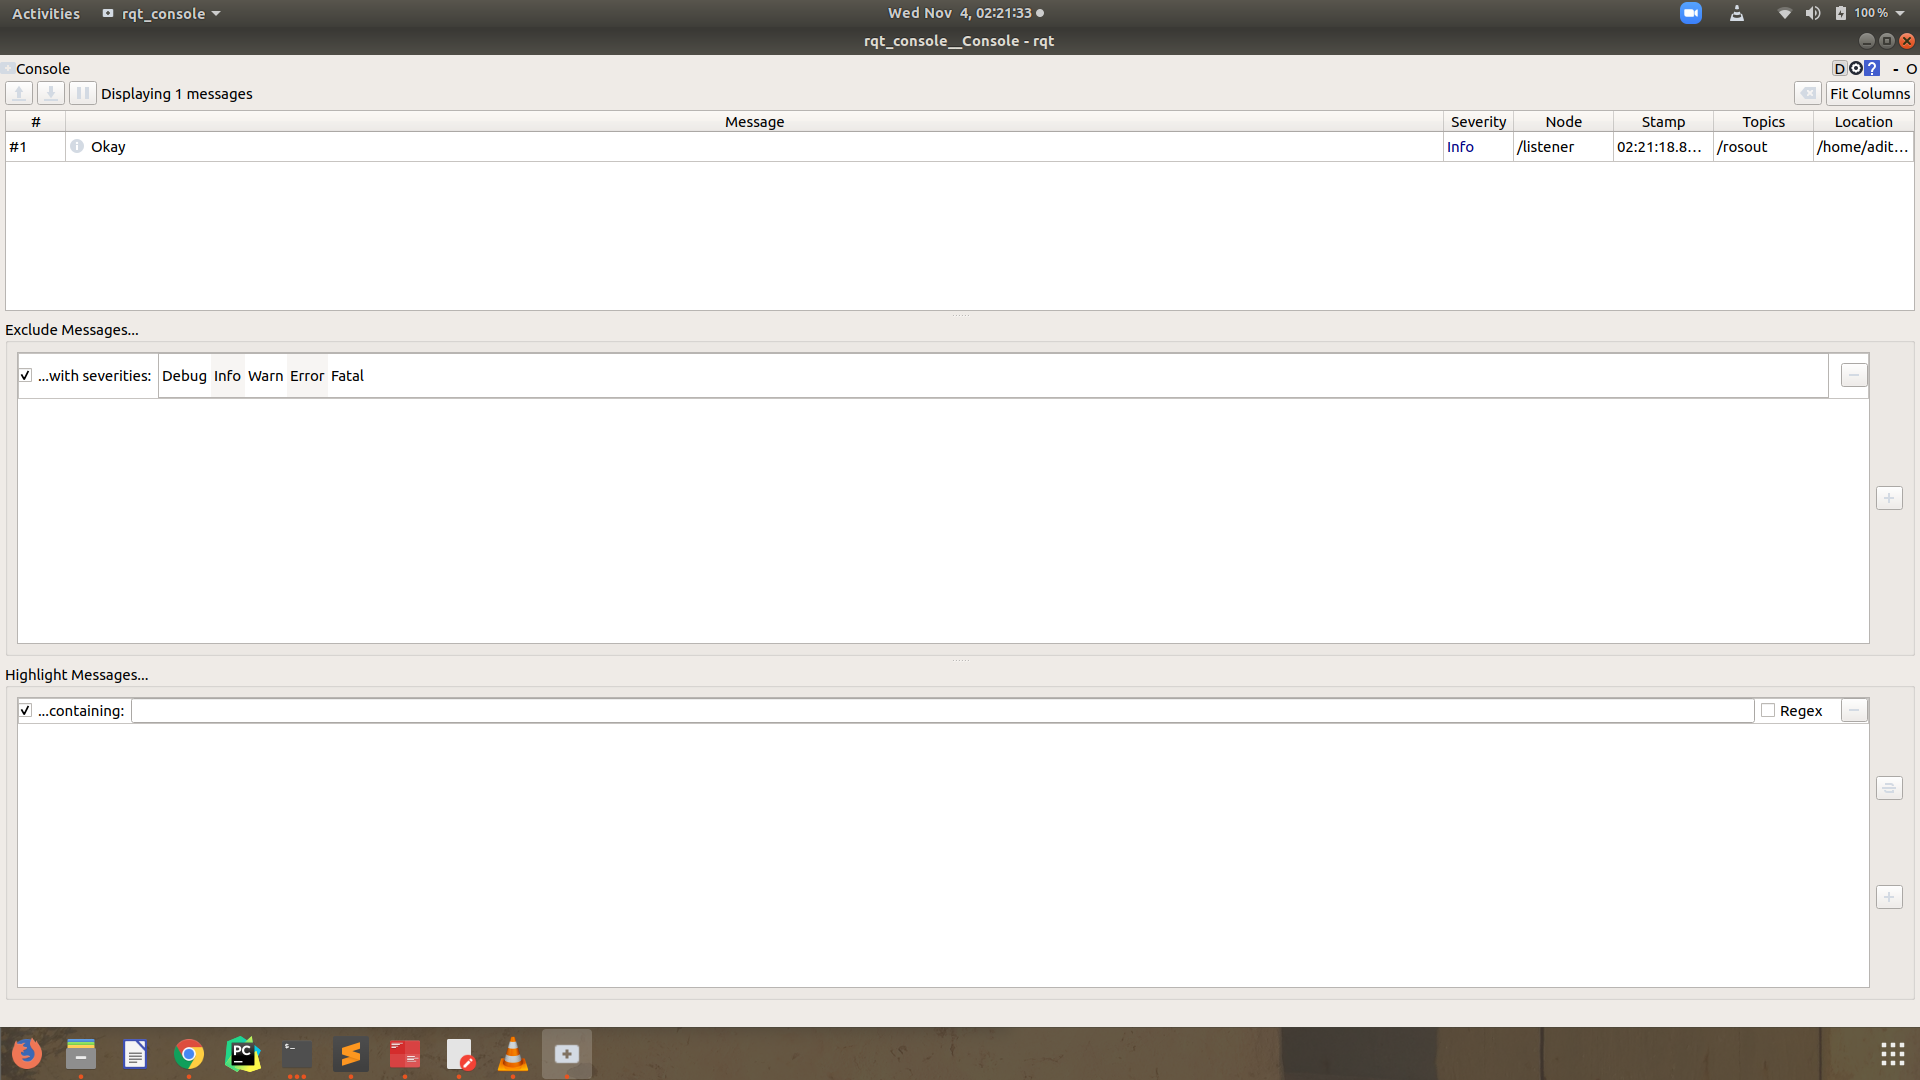 Activities rqt_console Wed Nov 4, 02:21:33 100 %
rqt_console__Console - rqt
Console D ? - O
Displaying 1 messages Fit Columns
# Message Severity Node Stamp Topics Location
#1 Okay Info /listener 02:21:18.8... /rosout /home/adit...
Exclude Messages...
...with severities: Debug Info Warn Error Fatal
Highlight Messages...
...containing: Regex
PC